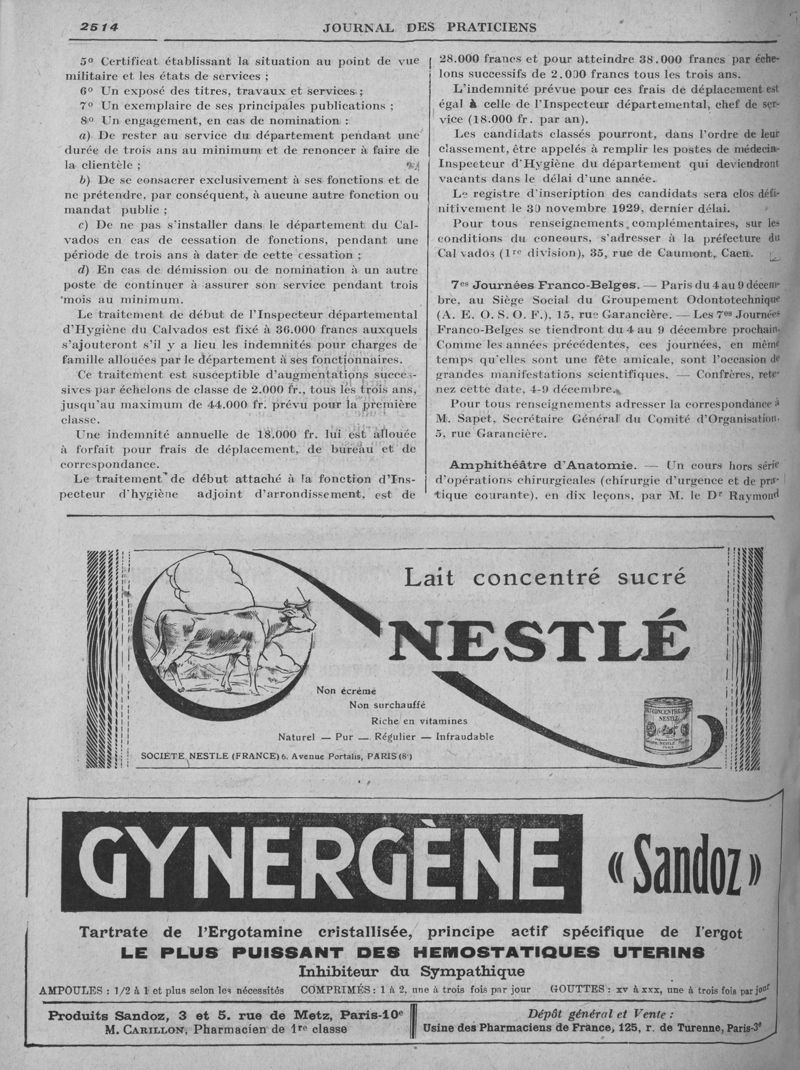 2514
JOURNAL DES PRATICIENS
5º Certificat établissant la situation au point de vue
militaire et les états de services ;
6º Un exposé des titres, travaux et services ;
7º Un exemplaire de ses principales publications ;
8º Un engagement, en cas de nomination :
a) De rester au service du département pendant une
durée de trois ans au minimum et de renoncer à faire de
la clientèle ;
b) De se consacrer exclusivement à ses fonctions et de
ne prétendre, par conséquent, à aucune autre fonction ou
mandat public ;
c) De ne pas s'installer dans le département du Cal-
vados en cas de cessation de fonctions, pendant une
période de trois ans à dater de cette cessation ;
d) En cas de démission ou de nomination à un autre
poste de continuer à assurer son service pendant trois
mois au minimum.
Le traitement de début de l'Inspecteur départemental
d'Hygiène du Calvados est fixé à 36.000 francs auxquels
s'ajouteront s'il y a lieu les indemnités pour charges de
famille allouées par le département à ses fonctionnaires.
Ce traitement est susceptible d'augmentations succes-
sives par échelons de classe de 2.000 fr., tous les trois ans,
jusqu'au maximum de 44.000 fr. prévu pour la première
classe.
Une indemnité annuelle de 18.000 fr. lui est allouée
à forfait pour frais de déplacement, de bureau et de
correspondance.
Le traitement de début attaché à la fonction d'Ins-
pecteur d'hygiène adjoint d'arrondissement, est de
28.000 francs et pour atteindre 38.000 francs par éche-
lons successifs de 2.000 francs tous les trois ans.
L'indemnité prévue pour ces frais de déplacement est
égal à celle de l'Inspecteur départemental, chef de ser-
vice (18.000 fr. par an).
Les candidats classés pourront, dans l'ordre de leur
classement, être appelés à remplir les postes de médecin-
Inspecteur d'Hygiène du département qui deviendront
vacants dans le délai d'une année.
Le registre d'inscription des candidats sera clos défi-
nitivement le 30 novembre 1929, dernier délai.
Pour tous renseignements complémentaires, sur les
conditions du concours, s'adresser à la préfecture du
Calvados (1re division), 35, rue de Caumont, Caen.
7es Journées Franco-Belges. — Paris du 4 au 9 décem-
bre, au Siège Social du Groupement Odontotechnique
(A. E. O. S. O. F.), 15, rue Garancière. — Les 7es Journées
Franco-Belges se tiendront du 4 au 9 décembre prochain.
Comme les années précédentes, ces journées, en même
temps qu'elles sont une fête amicale, sont l'occasion de
grandes manifestations scientifiques. — Confrères, rete-
nez cette date, 4-9 décembre.
Pour tous renseignements adresser la correspondance à
M. Sapet, Secrétaire Général du Comité d'Organisation.
5, rue Garancière.
Amphithéâtre d'Anatomie. — Un cours hors série
d'opérations chirurgicales (chirurgie d'urgence et de pra-
tique courante), en dix leçons, par M. le Dr Raymond
Lait concentré sucré
NESTLÉ
Non écrémé
Non surchauffé
Riche en vitamines
Naturel — Pur — Régulier — Infraudable
SOCIETE NESTLE (FRANCE) 6, Avenue Portalis, PARIS (8e)
NESTLÉ
GYNERGÈNE « Sandoz »
Tartrate de l'Ergotamine cristallisée, principe actif spécifique de l'ergot
LE PLUS PUISSANT DES HEMOSTATIQUES UTERINS
Inhibiteur du Sympathique
AMPOULES : 1/2 à 1 et plus selon les nécessités COMPRIMÉS : 1 à 2, une à trois fois par jour GOUTTES : xv à xxx, une à trois fois par jour
Produits Sandoz, 3 et 5, rue de Metz, Paris-10e
M. CARILLON, Pharmacien de 1re classe
Dépôt général et Vente :
Usine des Pharmaciens de France, 125, r. de Turenne, Paris-3e